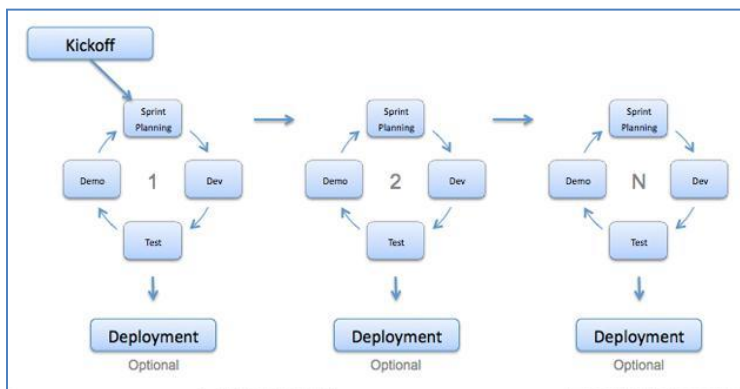 Kickoff
Sprint
Planning
Demo
1
Dev
Test
Deployment
Optional
Sprint
Planning
Demo
2
Dev
Test
Deployment
Optional
Sprint
Planning
Demo
N
Dev
Test
Deployment
Optional